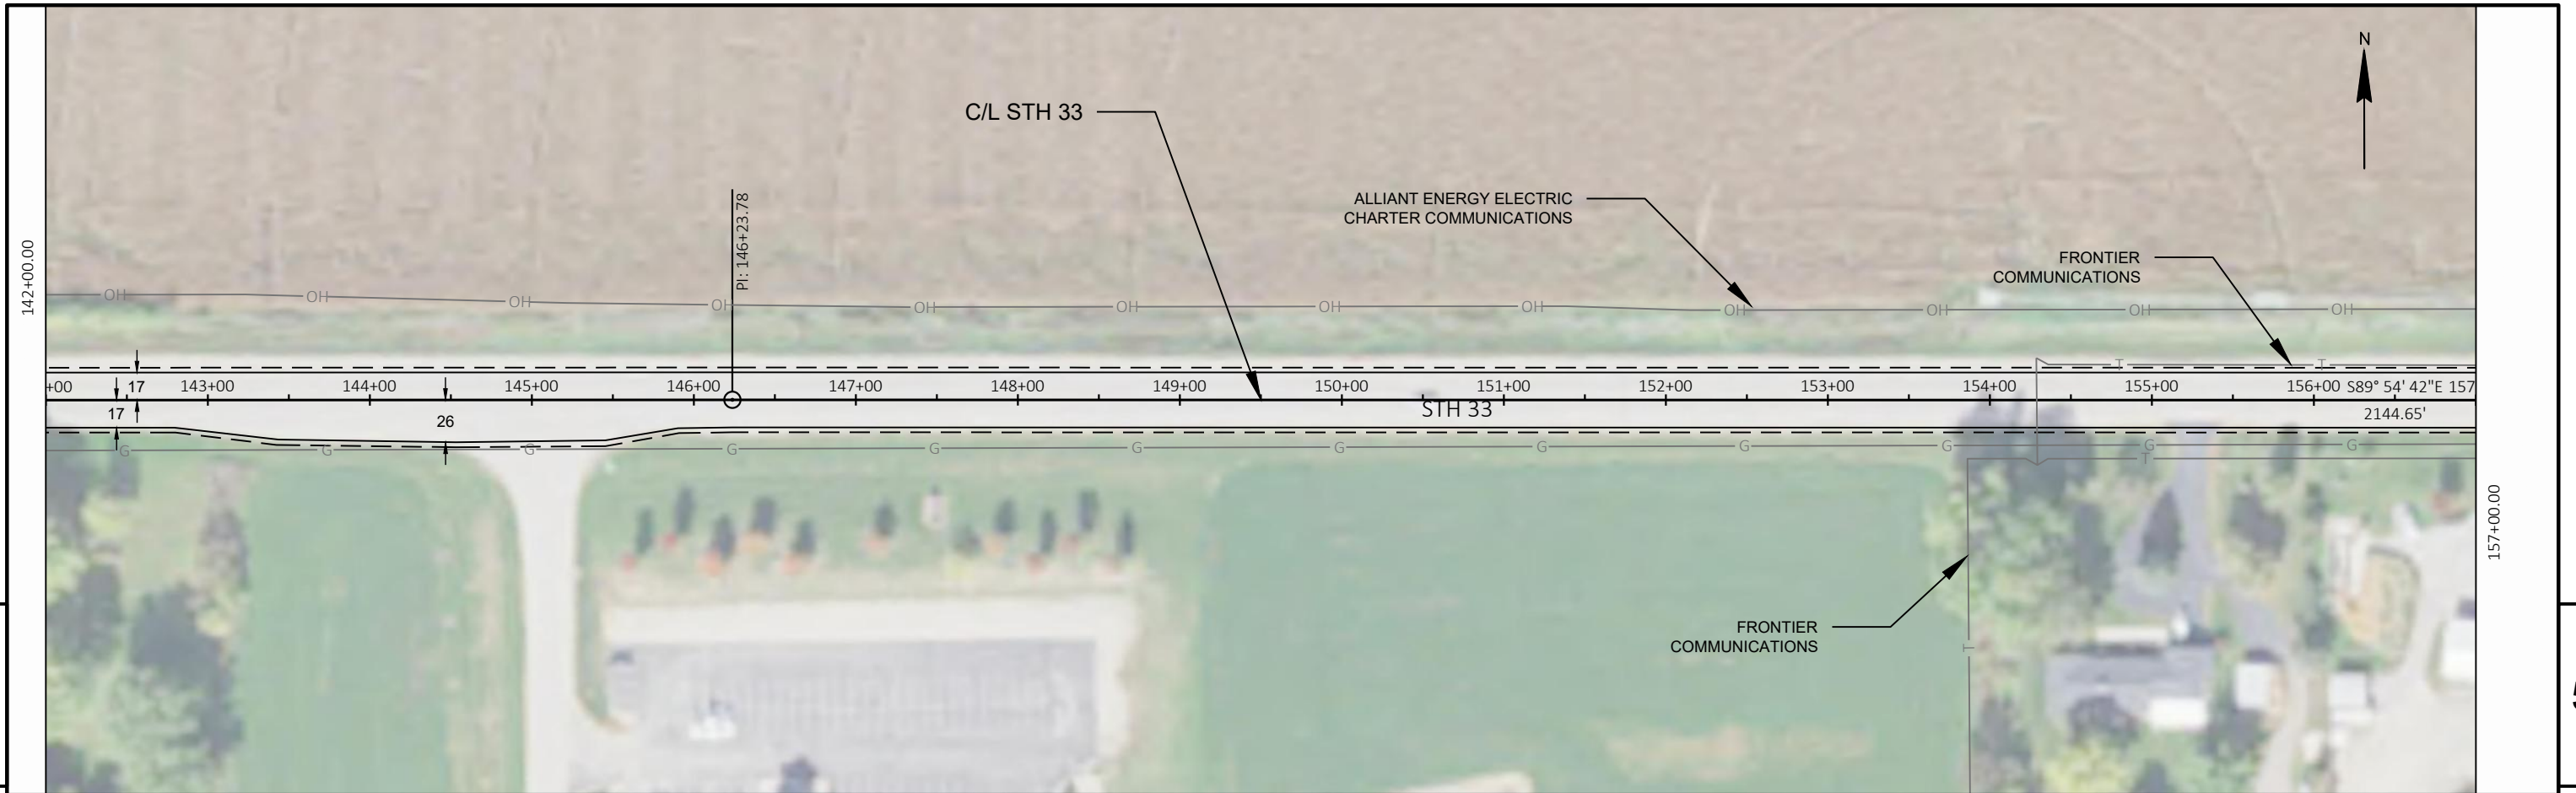 N
C/L STH 33
ALLIANT ENERGY ELECTRIC
CHARTER COMMUNICATIONS
FRONTIER
COMMUNICATIONS
142+00.00
PI: 146+23.78
OH OH OH OH OH OH OH OH OH OH OH OH
T T
+00 17 143+00 144+00 145+00 146+00 147+00 148+00 149+00 150+00 151+00 152+00 153+00 154+00 155+00 156+00 S89° 54' 42"E 157
17 26 STH 33 2144.65'
G G G G G G G G G G G G
T
157+00.00
FRONTIER
COMMUNICATIONS
T